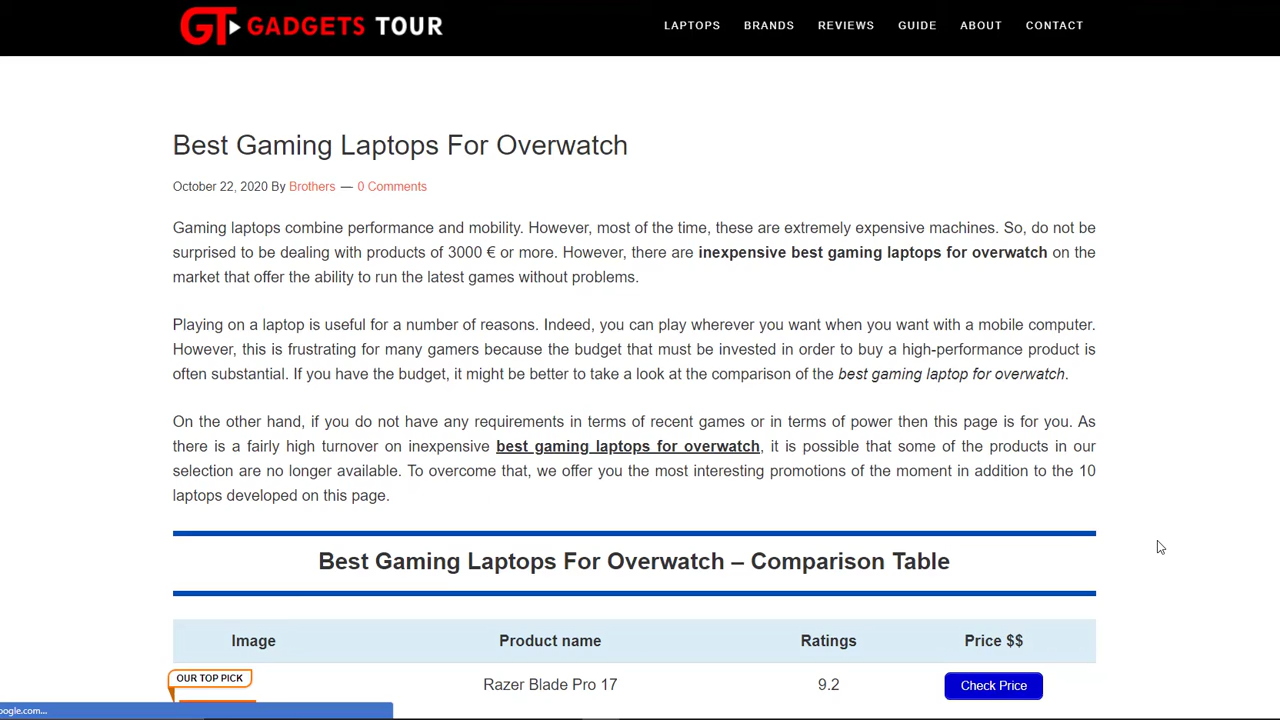 GT GADGETS TOUR
LAPTOPS BRANDS REVIEWS GUIDE ABOUT CONTACT
Best Gaming Laptops For Overwatch
October 22, 2020 By Brothers — 0 Comments
Gaming laptops combine performance and mobility. However, most of the time, these are extremely expensive machines. So, do not be
surprised to be dealing with products of 3000 € or more. However, there are inexpensive best gaming laptops for overwatch on the
market that offer the ability to run the latest games without problems.
Playing on a laptop is useful for a number of reasons. Indeed, you can play wherever you want when you want with a mobile computer.
However, this is frustrating for many gamers because the budget that must be invested in order to buy a high-performance product is
often substantial. If you have the budget, it might be better to take a look at the comparison of the best gaming laptop for overwatch.
On the other hand, if you do not have any requirements in terms of recent games or in terms of power then this page is for you. As
there is a fairly high turnover on inexpensive best gaming laptops for overwatch, it is possible that some of the products in our
selection are no longer available. To overcome that, we offer you the most interesting promotions of the moment in addition to the 10
laptops developed on this page.
Best Gaming Laptops For Overwatch – Comparison Table
Image Product name Ratings Price $$
OUR TOP PICK
Razer Blade Pro 17 9.2 Check Price
oogle.com...